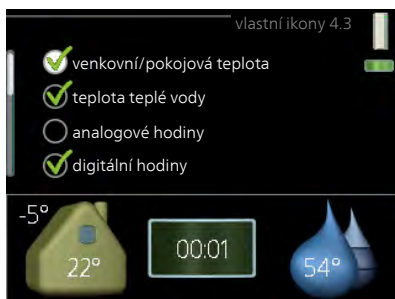 vlastní ikony 4.3
venkovní/pokojová teplota
teplota teplé vody
analogové hodiny
digitální hodiny
-5°
22°
00:01
54°